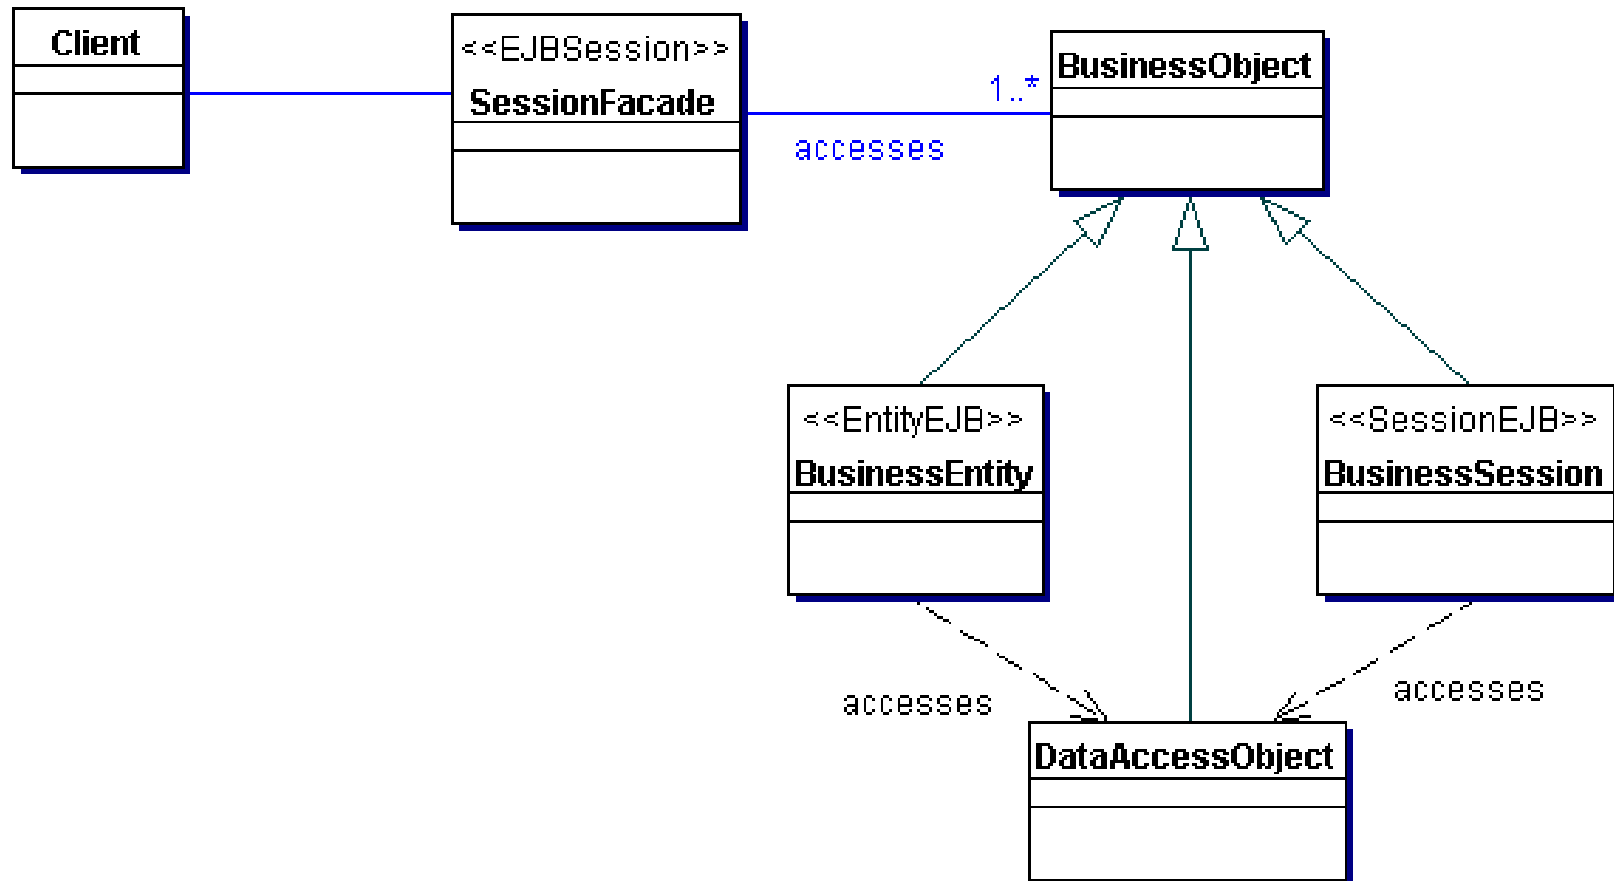 Client
<<EJBSession>>
SessionFacade
1..*
accesses
BusinessObject
<<EntityEJB>>
BusinessEntity
<<SessionEJB>>
BusinessSession
accesses
accesses
DataAccessObject